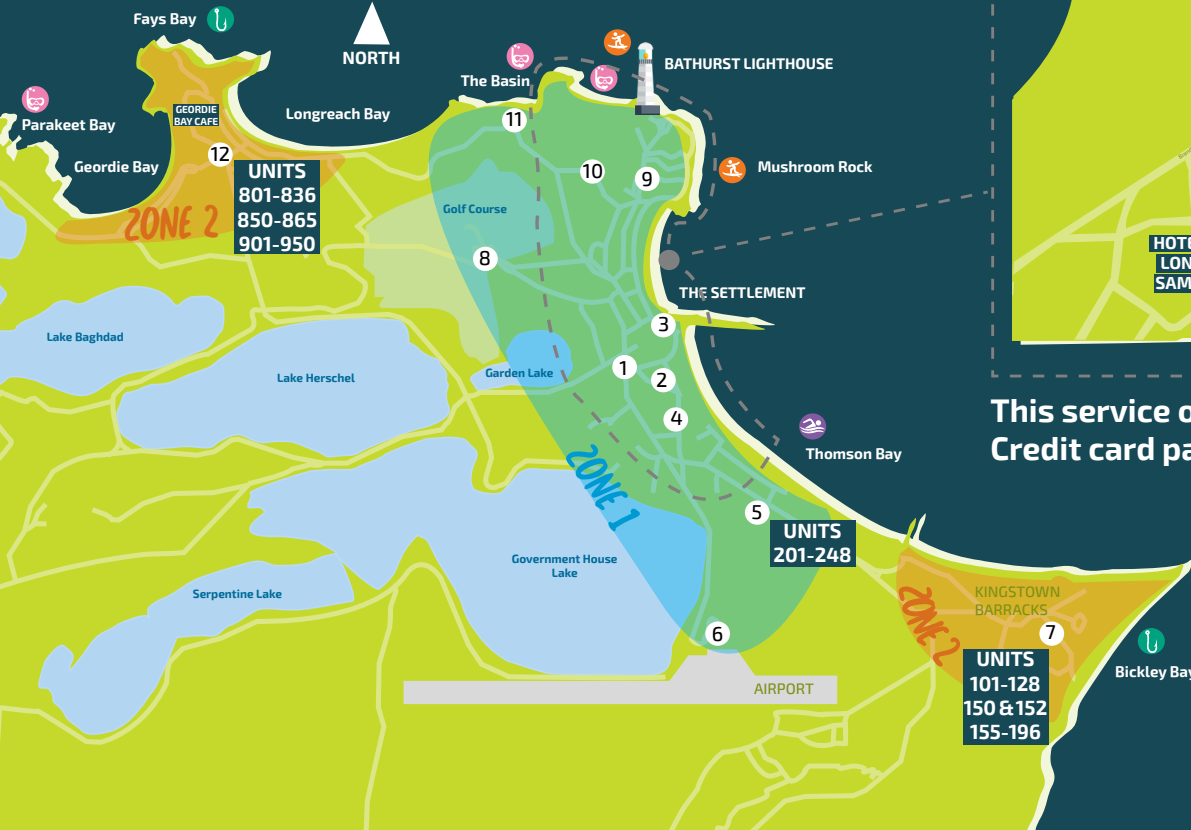 Fays Bay
NORTH
BATHURST LIGHTHOUSE
The Basin
Parakeet Bay
GEORDIE
BAY CAFE
Longreach Bay
11
Geordie Bay
12
UNITS
801-836
850-865
901-950
ZONE 2
10
9
Mushroom Rock
Golf Course
8
HOT
LON
SAM
THE SETTLEMENT
3
Lake Baghdad
Lake Herschel
Garden Lake
1
2
4
This service o
Credit card pa
Thomson Bay
ZONE 1
5
UNITS
201-248
Government House
Lake
Serpentine Lake
KINGSTOWN
BARRACKS
ZONE 2
6
7
UNITS
101-128
150 & 152
155-196
Bickley Bay
AIRPORT